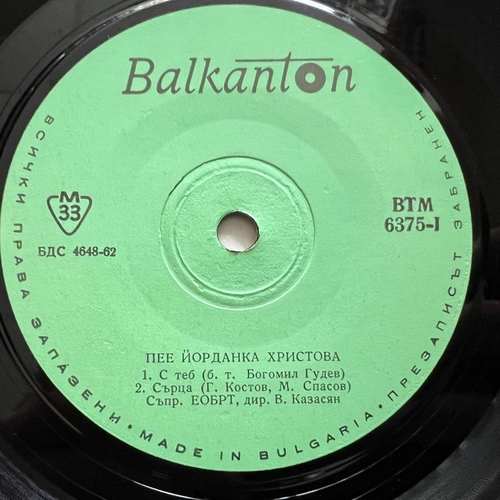 Balkanton
ВСИЧКИ ПРАВА ЗАПАЗЕНИ • MADE IN BULGARIA • ПРЕЗАПИСЪТ ЗАБРАНЕН
М
33
БДС 4648-62
ВТМ
6375-I
ПЕЕ ЙОРДАНКА ХРИСТОВА
1. С теб (б. т. Богомил Гудев)
2. Сърца (Г. Костов, М. Спасов)
Съпр. ЕОБРТ, дир. В. Казасян